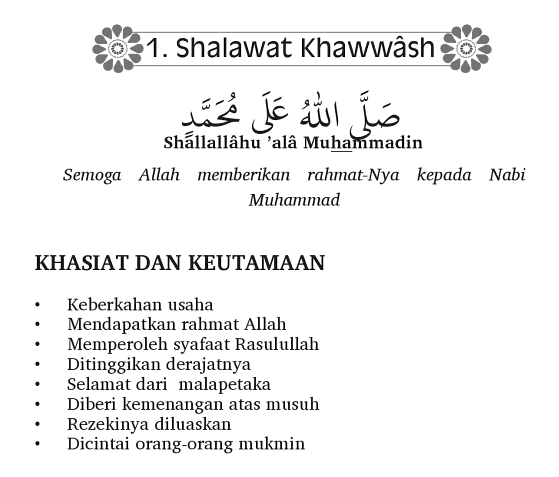 1. Shalawat Khawwâsh
صَلَّى اللّٰهُ عَلَى مُحَمَّدٍ
Shallallâhu ’alâ Muhammadin
Semoga Allah memberikan rahmat-Nya kepada Nabi
Muhammad
KHASIAT DAN KEUTAMAAN
• Keberkahan usaha
• Mendapatkan rahmat Allah
• Memperoleh syafaat Rasulullah
• Ditinggikan derajatnya
• Selamat dari malapetaka
• Diberi kemenangan atas musuh
• Rezekinya diluaskan
• Dicintai orang-orang mukmin